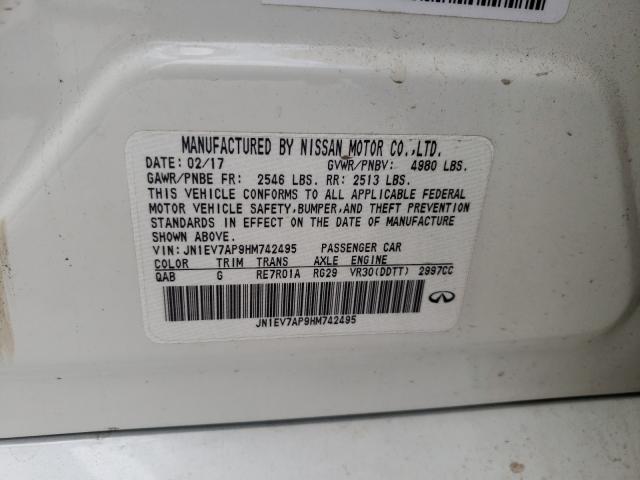 MANUFACTURED BY NISSAN MOTOR CO.,LTD.
DATE: 02/17 GVWR/PNBV: 4980 LBS.
GAWR/PNBE FR: 2546 LBS. RR: 2513 LBS.
THIS VEHICLE CONFORMS TO ALL APPLICABLE FEDERAL
MOTOR VEHICLE SAFETY,BUMPER,AND THEFT PREVENTION
STANDARDS IN EFFECT ON THE DATE OF MANUFACTURE
SHOWN ABOVE.
VIN: JN1EV7AP9HM742495 PASSENGER CAR
COLOR TRIM TRANS AXLE ENGINE
QAB G RE7R01A RG29 VR30(DDTT) 2997CC
JN1EV7AP9HM742495